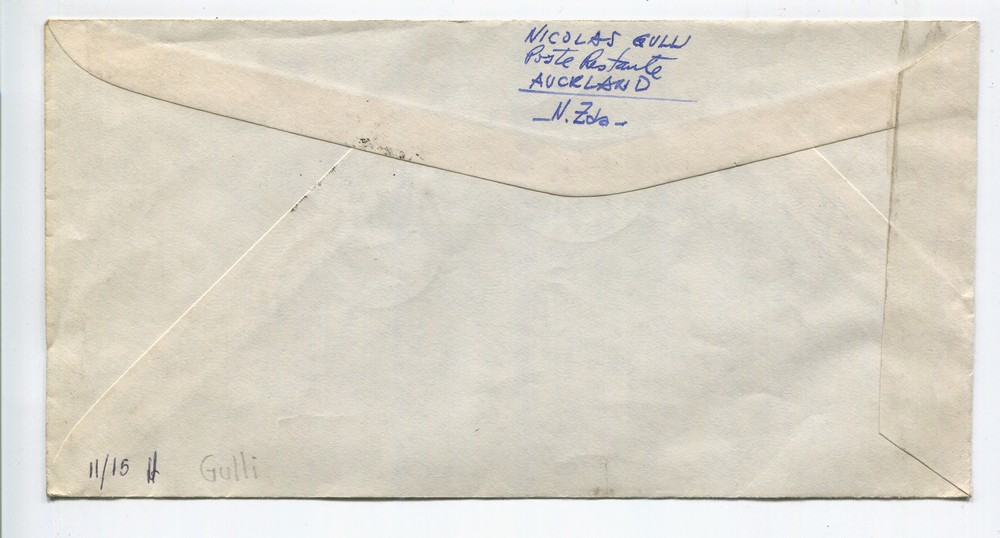 NICOLAS GULLI
Poste Restante
AUCKLAND
-N.Zda-
11/15 H
Gulli